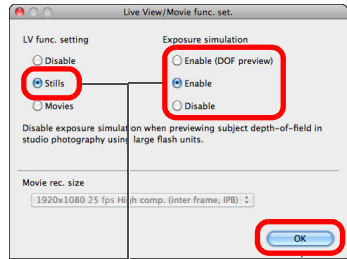 Live View/Movie func. set.
LV func. setting Exposure simulation
Disable Enable (DOF preview)
Stills Enable
Movies Disable
Disable exposure simulation when previewing subject depth-of-field in
studio photography using large flash units.
Movie rec. size
1920x1080 25 fps High comp. (inter frame, IPB)
OK